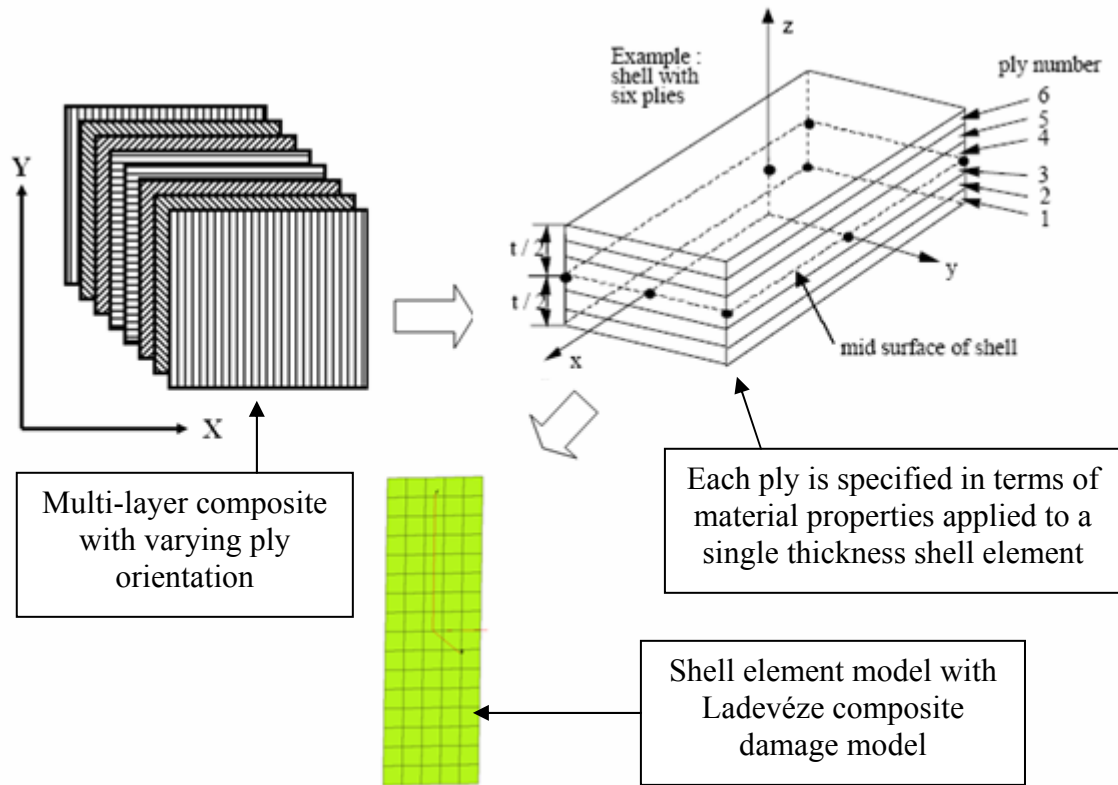 z
Example :
shell with
six plies
ply number
6
5
4
3
2
1
Y
X
t / 2
t / 2
y
x
mid surface of shell
Multi-layer composite
with varying ply
orientation
Each ply is specified in terms of
material properties applied to a
single thickness shell element
Shell element model with
Ladevéze composite
damage model